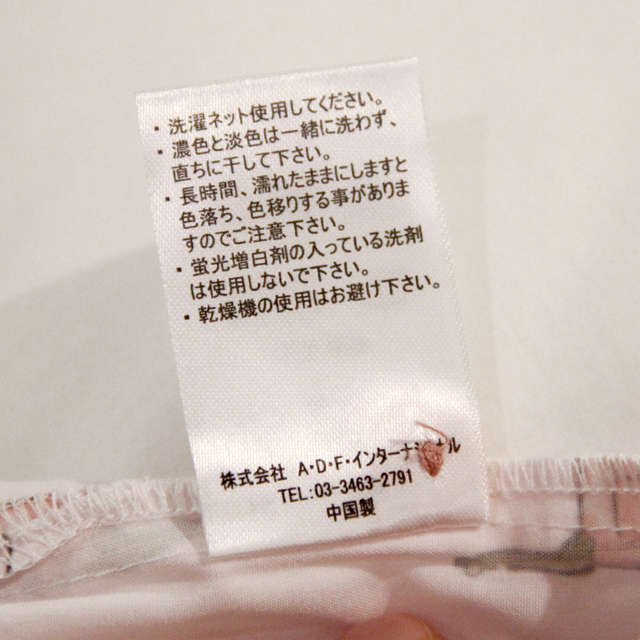 ・洗濯ネット使用してください。
・濃色と淡色は一緒に洗わず、
直ちに干して下さい。
・長時間、濡れたままにしますと
色落ち、色移りする事がありま
すのでご注意下さい。
・蛍光増白剤の入っている洗剤
は使用しないで下さい。
・乾燥機の使用はお避け下さい。
株式会社 A・D・F・インターナショナル
TEL:03-3463-2791
中国製